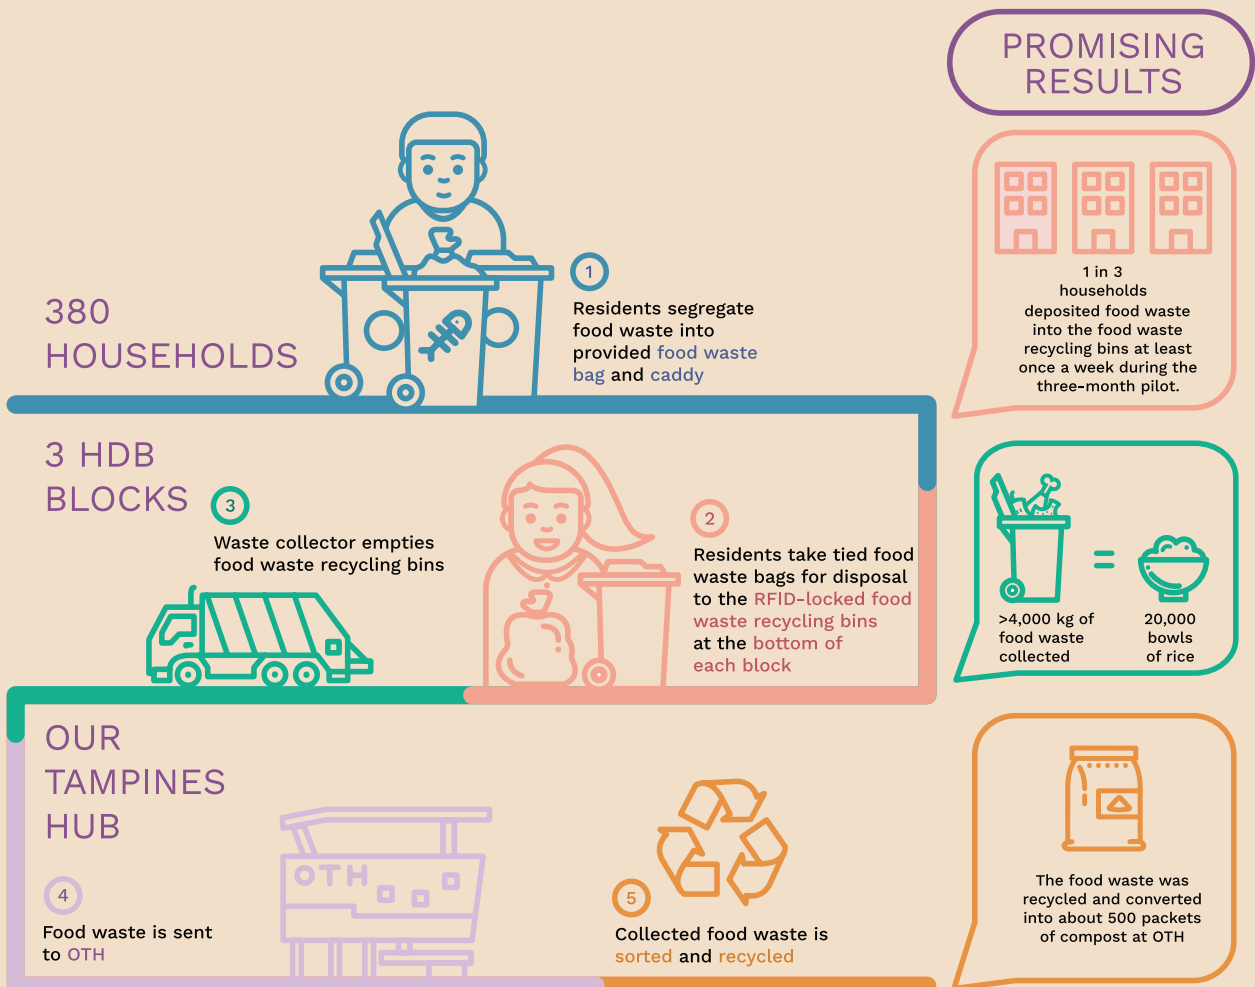 380
HOUSEHOLDS
1
Residents segregate
food waste into
provided food waste
bag and caddy
3 HDB
BLOCKS
2
Residents take tied food
waste bags for disposal
to the RFID-locked food
waste recycling bins
at the bottom of
each block
3
Waste collector empties
food waste recycling bins
OUR
TAMPINES
HUB
OTH
4
Food waste is sent
to OTH
5
Collected food waste is
sorted and recycled
PROMISING
RESULTS
1 in 3
households
deposited food waste
into the food waste
recycling bins at least
once a week during the
three-month pilot.
>4,000 kg of
food waste
collected
=
20,000
bowls
of rice
The food waste was
recycled and converted
into about 500 packets
of compost at OTH